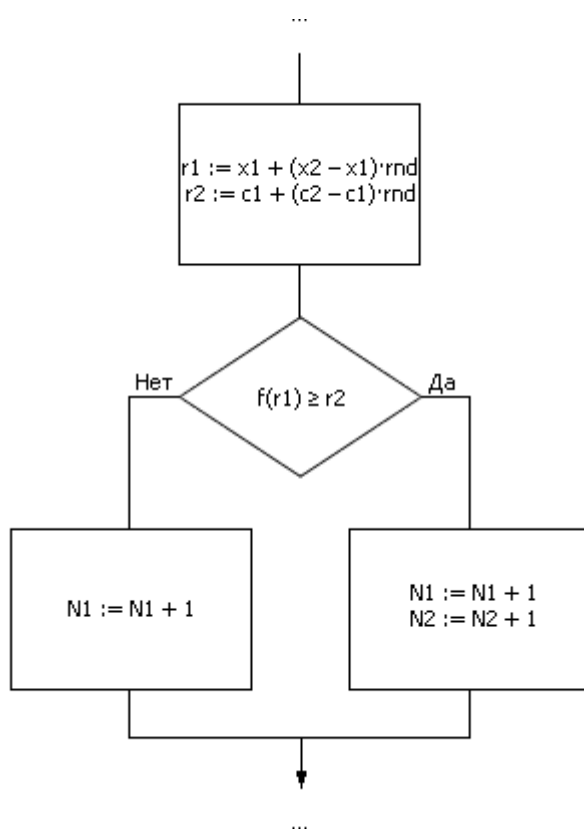 ...
r1 := x1 + (x2 – x1)·rnd
r2 := c1 + (c2 – c1)·rnd
Нет
f(r1) ≥ r2
Да
N1 := N1 + 1
N1 := N1 + 1
N2 := N2 + 1
...